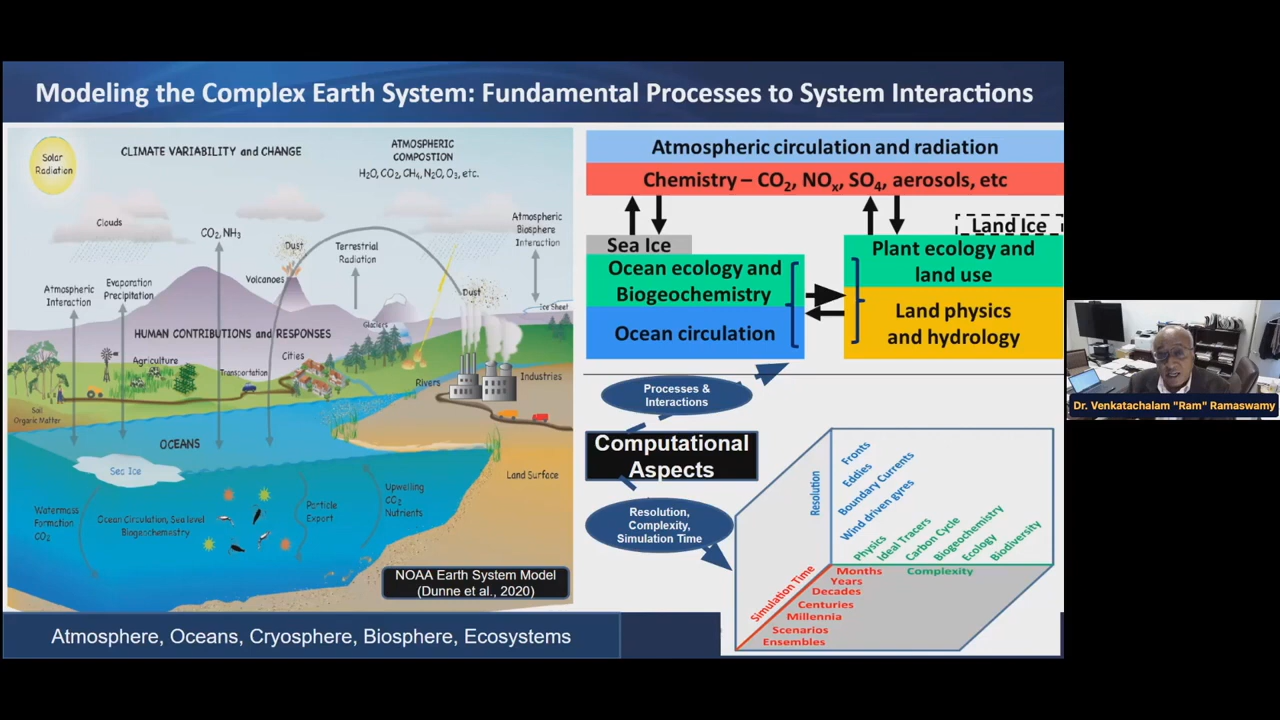 Modeling the Complex Earth System: Fundamental Processes to System Interactions
Solar
Radiation
CLIMATE VARIABILITY and CHANGE
ATMOSPHERIC
COMPOSTION
H₂O, CO₂, CH₄, N₂O, O₃, etc.
Clouds
CO₂, NH₃
Dust
Volcanoes
Terrestrial
Radiation
Atmospheric
Biosphere
Interaction
Atmospheric
Interaction
Evaporation
Precipitation
Dust
Ice Sheet
Glaciers
HUMAN CONTRIBUTIONS and RESPONSES
Agriculture
Transportation
Cities
Rivers
Industries
Soil
Organic Matter
OCEANS
Sea Ice
Land Surface
Watermass
Formation
CO₂
Ocean Circulation, Sea level
Biogeochemistry
Particle
Export
Upwelling
CO₂
Nutrients
NOAA Earth System Model
(Dunne et al., 2020)
Atmosphere, Oceans, Cryosphere, Biosphere, Ecosystems
Atmospheric circulation and radiation
Chemistry – CO₂, NOₓ, SO₄, aerosols, etc
Sea Ice
Ocean ecology and
Biogeochemistry
Ocean circulation
Land Ice
Plant ecology and
land use
Land physics
and hydrology
Processes &
Interactions
Computational
Aspects
Resolution,
Complexity,
Simulation Time
Resolution
Fronts
Eddies
Boundary Currents
Wind driven gyres
Physics
Ideal Tracers
Carbon Cycle
Biogeochemistry
Ecology
Biodiversity
Complexity
Simulation Time
Months
Years
Decades
Centuries
Millennia
Scenarios
Ensembles
Dr. Venkatachalam "Ram" Ramaswamy